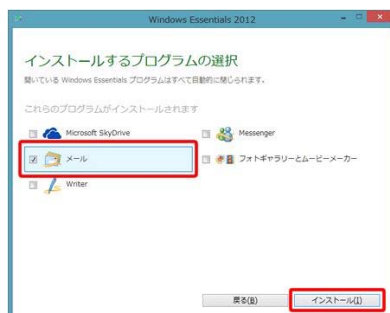 Windows Essentials 2012
インストールするプログラムの選択
開いている Windows Essentials プログラムはすべて自動的に閉じられます。
これらのプログラムがインストールされます
Microsoft SkyDrive
Messenger
メール
フォトギャラリーとムービーメーカー
Writer
戻る(B)
インストール(I)